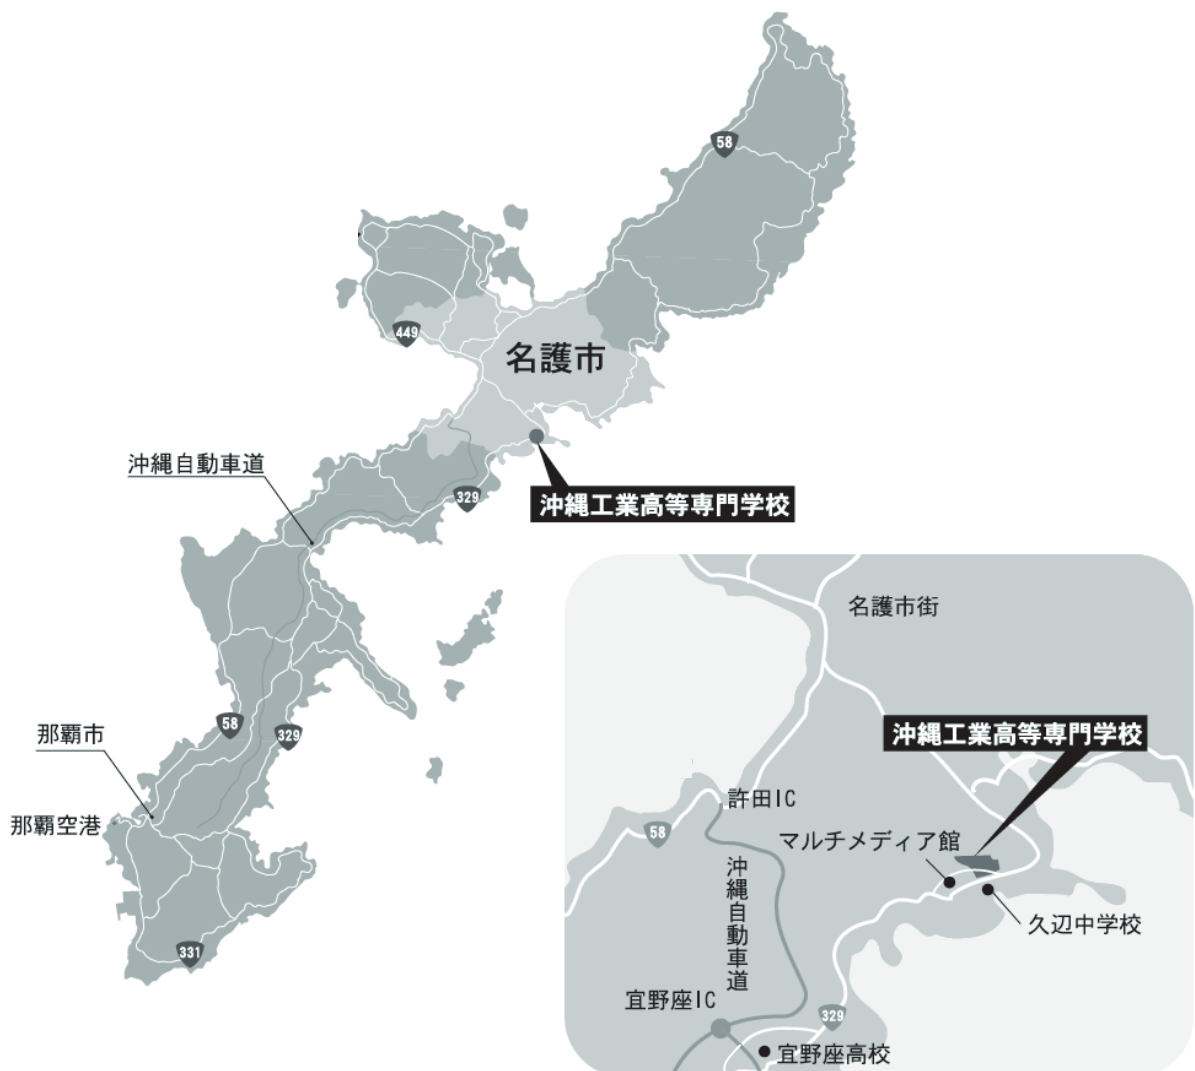 58
449
名護市
沖縄自動車道
329
沖縄工業高等専門学校
58
329
那覇市
那覇空港
331
名護市街
沖縄工業高等専門学校
許田IC
58
マルチメディア館
沖縄自動車道
久辺中学校
宜野座IC
329
宜野座高校